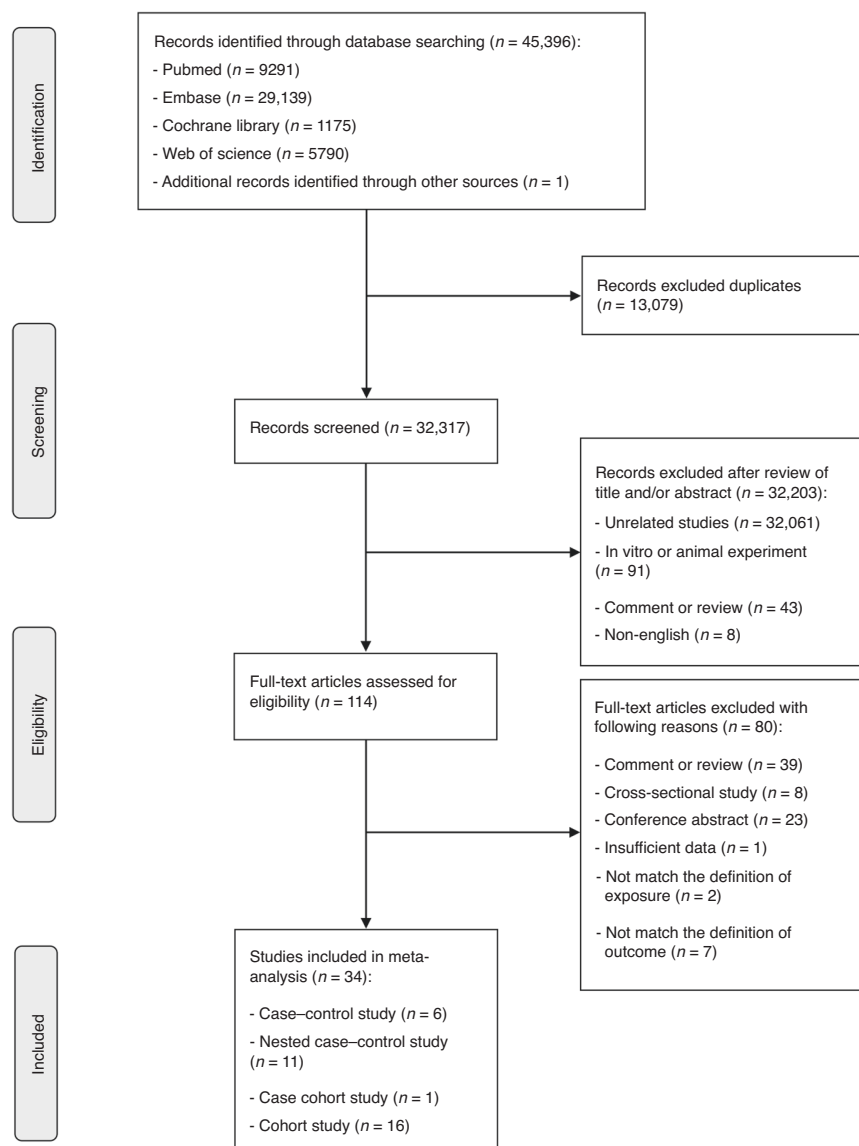 Identification
Records identified through database searching (n = 45,396):
- Pubmed (n = 9291)
- Embase (n = 29,139)
- Cochrane library (n = 1175)
- Web of science (n = 5790)
- Additional records identified through other sources (n = 1)
Records excluded duplicates
(n = 13,079)
Screening
Records screened (n = 32,317)
Records excluded after review of
title and/or abstract (n = 32,203):
- Unrelated studies (n = 32,061)
- In vitro or animal experiment
(n = 91)
- Comment or review (n = 43)
- Non-english (n = 8)
Eligibility
Full-text articles assessed for
eligibility (n = 114)
Full-text articles excluded with
following reasons (n = 80):
- Comment or review (n = 39)
- Cross-sectional study (n = 8)
- Conference abstract (n = 23)
- Insufficient data (n = 1)
- Not match the definition of
exposure (n = 2)
- Not match the definition of
outcome (n = 7)
Included
Studies included in meta-
analysis (n = 34):
- Case–control study (n = 6)
- Nested case–control study
(n = 11)
- Case cohort study (n = 1)
- Cohort study (n = 16)